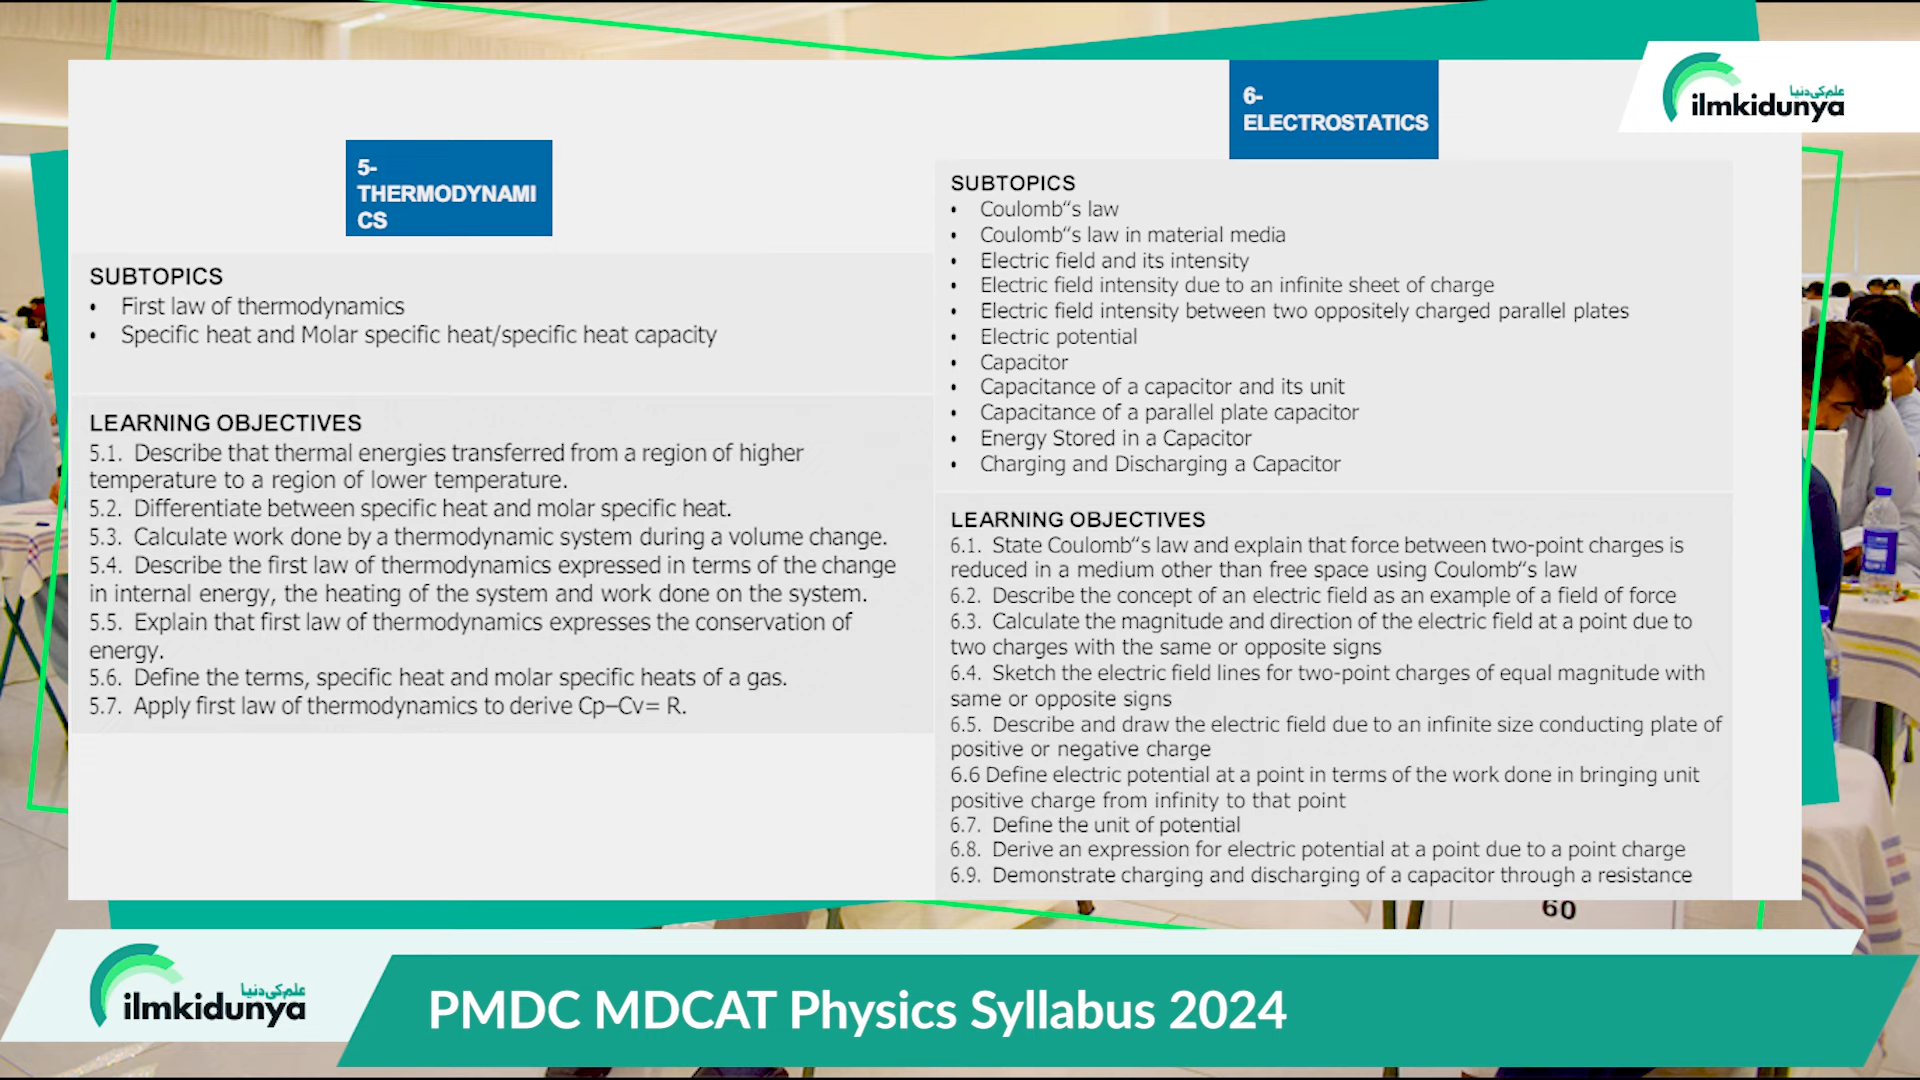 علم کی دنیا
ilmkidunya
5-
THERMODYNAMI
CS
SUBTOPICS
• First law of thermodynamics
• Specific heat and Molar specific heat/specific heat capacity
LEARNING OBJECTIVES
5.1. Describe that thermal energies transferred from a region of higher
temperature to a region of lower temperature.
5.2. Differentiate between specific heat and molar specific heat.
5.3. Calculate work done by a thermodynamic system during a volume change.
5.4. Describe the first law of thermodynamics expressed in terms of the change
in internal energy, the heating of the system and work done on the system.
5.5. Explain that first law of thermodynamics expresses the conservation of
energy.
5.6. Define the terms, specific heat and molar specific heats of a gas.
5.7. Apply first law of thermodynamics to derive Cp–Cv= R.
6-
ELECTROSTATICS
SUBTOPICS
• Coulomb“s law
• Coulomb“s law in material media
• Electric field and its intensity
• Electric field intensity due to an infinite sheet of charge
• Electric field intensity between two oppositely charged parallel plates
• Electric potential
• Capacitor
• Capacitance of a capacitor and its unit
• Capacitance of a parallel plate capacitor
• Energy Stored in a Capacitor
• Charging and Discharging a Capacitor
LEARNING OBJECTIVES
6.1. State Coulomb“s law and explain that force between two-point charges is
reduced in a medium other than free space using Coulomb“s law
6.2. Describe the concept of an electric field as an example of a field of force
6.3. Calculate the magnitude and direction of the electric field at a point due to
two charges with the same or opposite signs
6.4. Sketch the electric field lines for two-point charges of equal magnitude with
same or opposite signs
6.5. Describe and draw the electric field due to an infinite size conducting plate of
positive or negative charge
6.6 Define electric potential at a point in terms of the work done in bringing unit
positive charge from infinity to that point
6.7. Define the unit of potential
6.8. Derive an expression for electric potential at a point due to a point charge
6.9. Demonstrate charging and discharging of a capacitor through a resistance
60
علم کی دنیا
ilmkidunya
PMDC MDCAT Physics Syllabus 2024